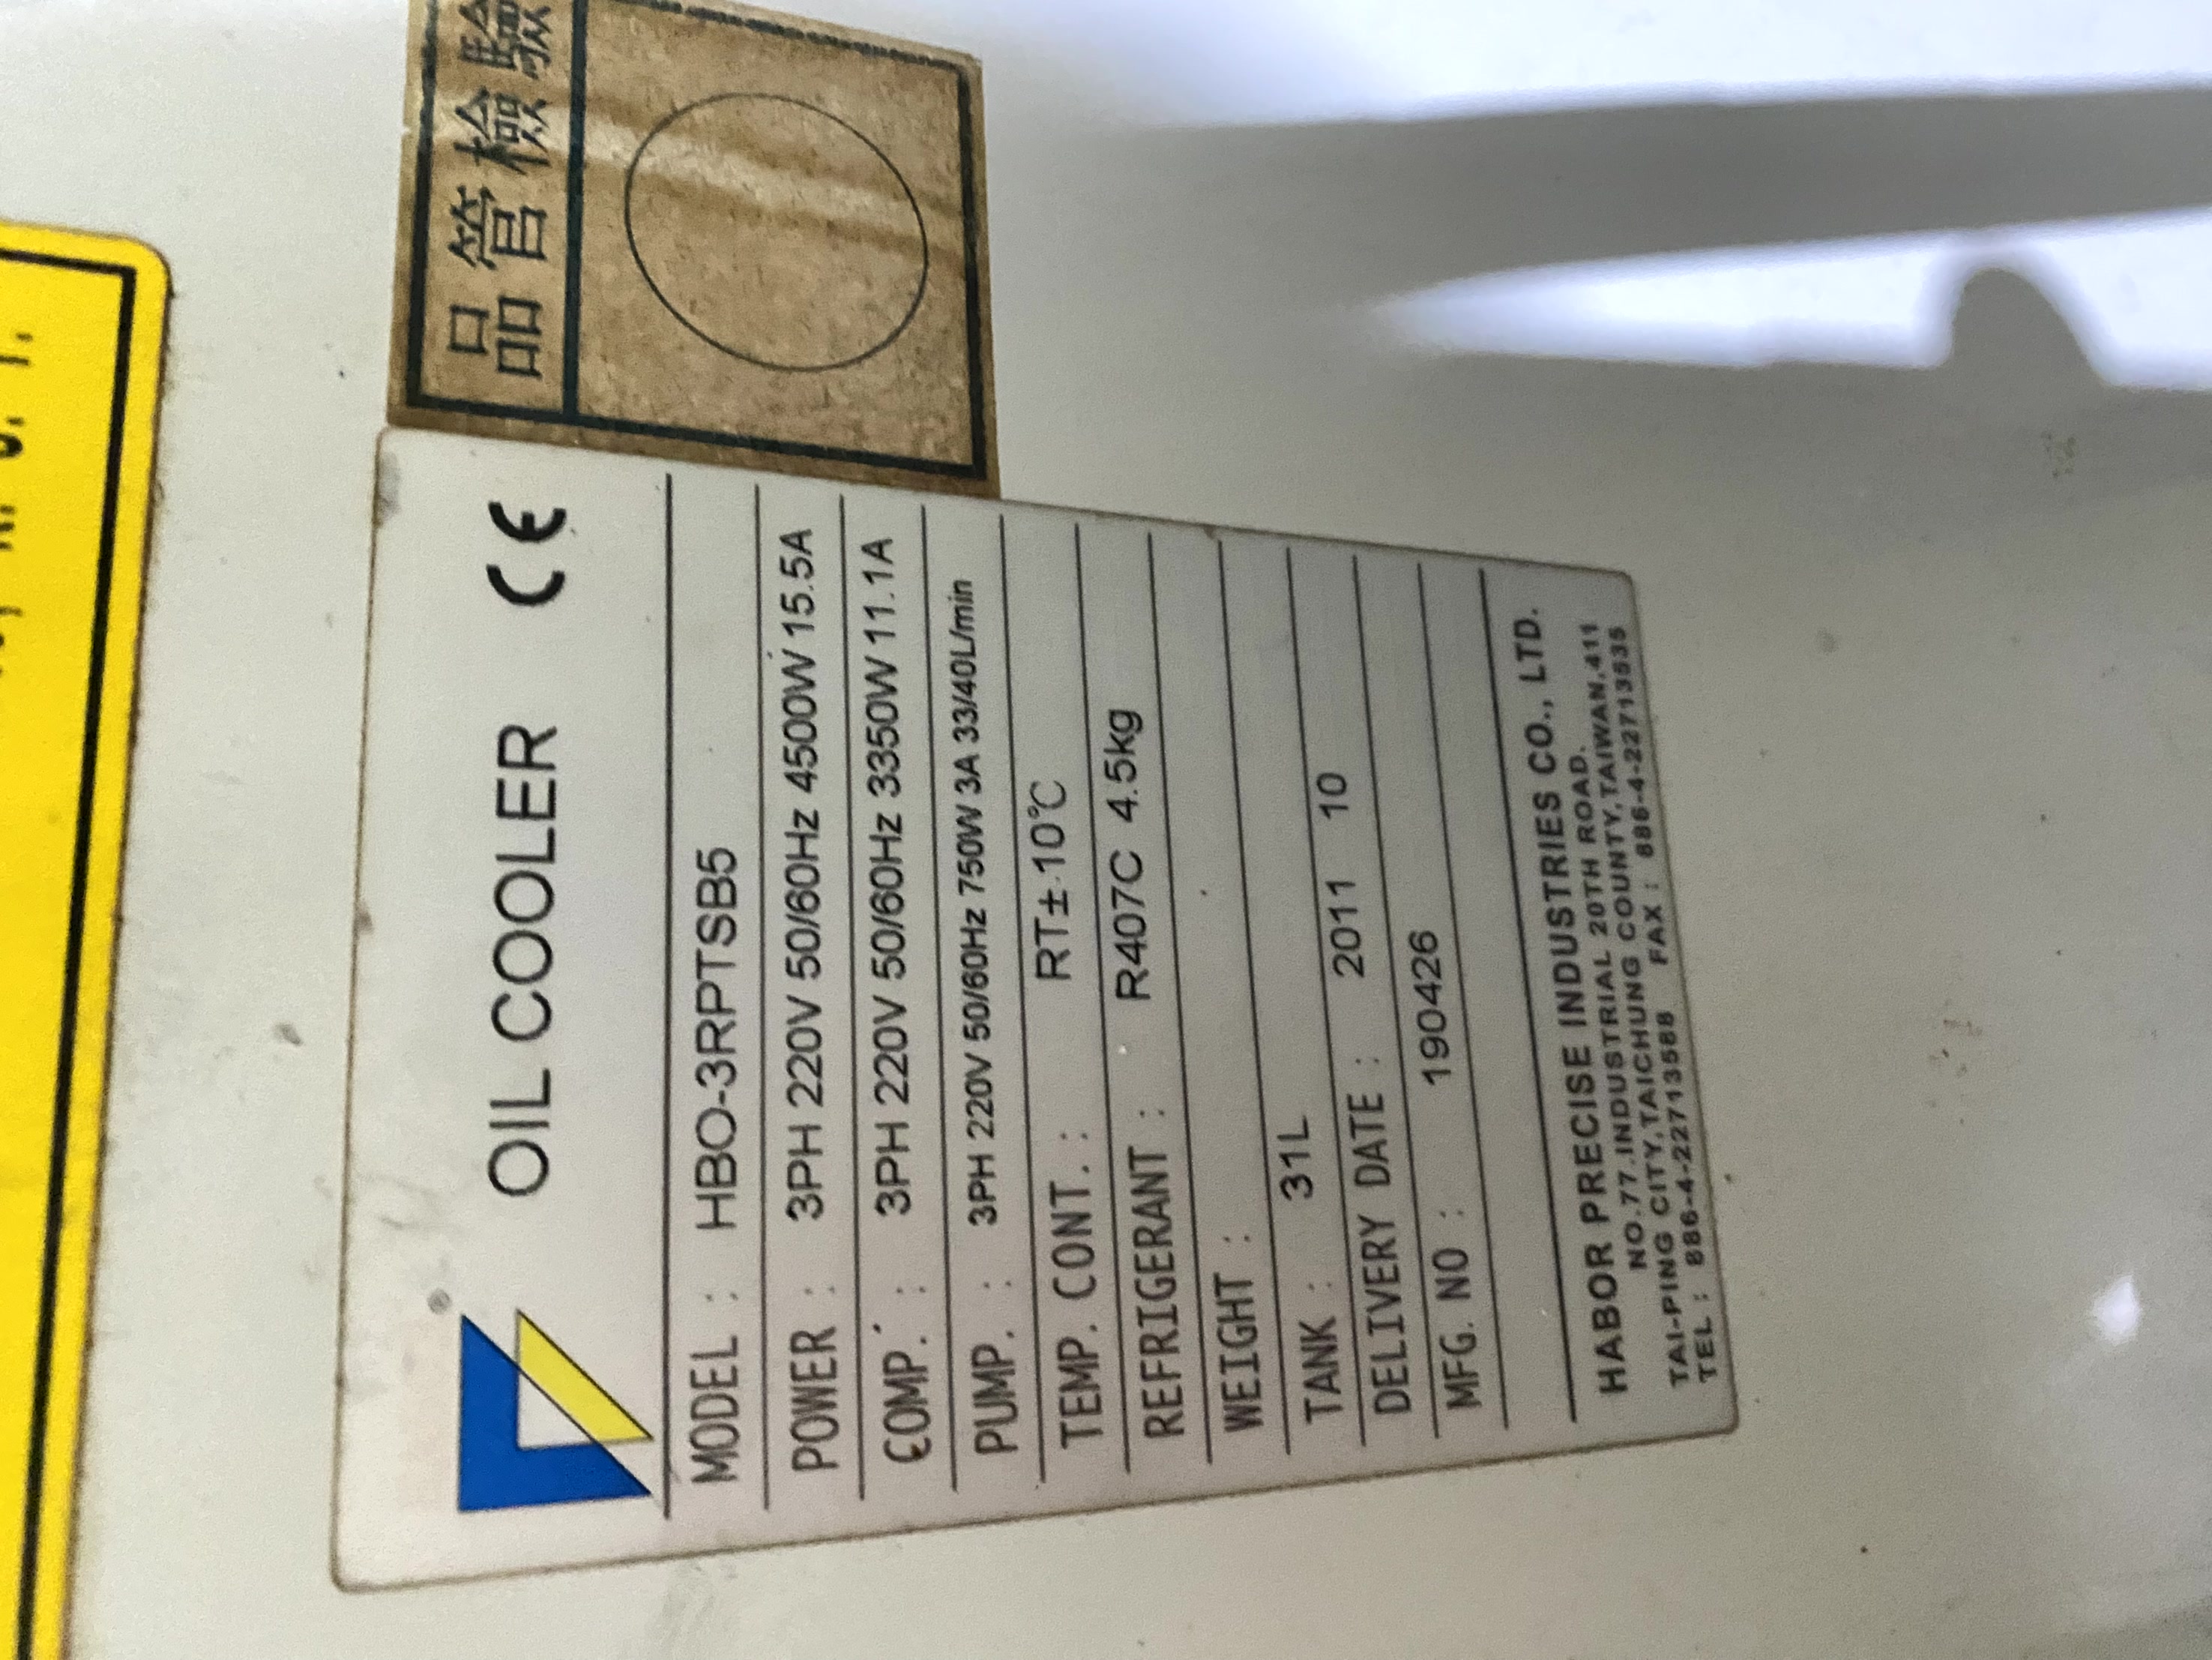 OIL COOLER CE
品管檢驗
MODEL : HBO-3RPTSB5
POWER : 3PH 220V 50/60Hz 4500W 15.5A
COMP. : 3PH 220V 50/60Hz 3350W 11.1A
PUMP. : 3PH 220V 50/60Hz 750W 3A 33/40L/min
TEMP. CONT. : RT± 10℃
REFRIGERANT : R407C 4.5kg
WEIGHT :
TANK : 31L
DELIVERY DATE : 2011 10
MFG. NO : 190426
HABOR PRECISE INDUSTRIES CO., LTD.
NO.77.INDUSTRIAL 20TH ROAD.
TAI-PING CITY,TAICHUNG COUNTY,TAIWAN,411
TEL : 886-4-22713588 FAX : 886-4-22713535